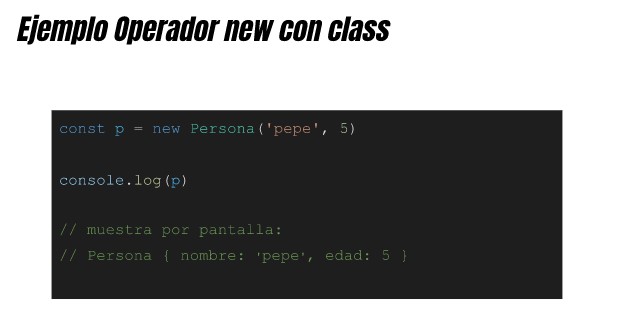 Ejemplo Operador new con class
const p = new Persona('pepe', 5)
console.log(p)
// muestra por pantalla:
// Persona { nombre: 'pepe', edad: 5 }